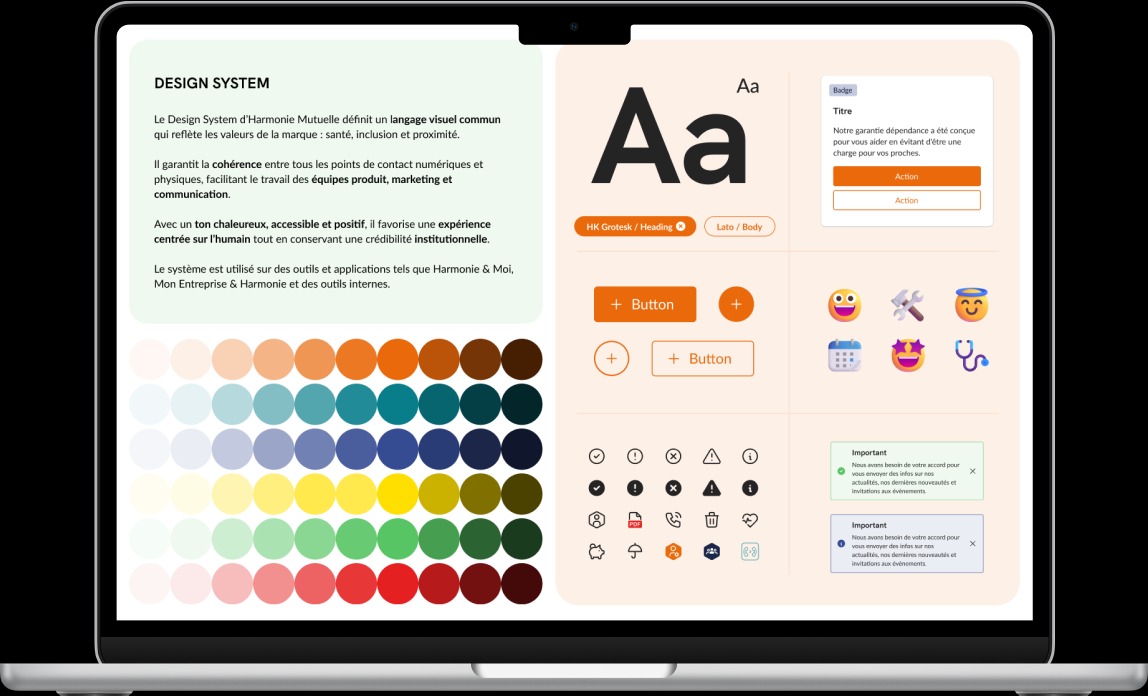 DESIGN SYSTEM
Le Design System d'Harmonie Mutuelle définit un langage visuel commun
qui reflète les valeurs de la marque : santé, inclusion et proximité.
Il garantit la cohérence entre tous les points de contact numériques et
physiques, facilitant le travail des équipes produit, marketing et
communication.
Avec un ton chaleureux, accessible et positif, il favorise une expérience
centrée sur l'humain tout en conservant une crédibilité institutionnelle.
Le système est utilisé sur des outils et applications tels que Harmonie & Moi,
Mon Entreprise & Harmonie et des outils internes.
Aa
Aa
HK Grotesk / Heading
Lato / Body
Badge
Titre
Notre garantie dépendance a été conçue
pour vous aider en évitant d'être une
charge pour vos proches.
Action
Action
+ Button
+
+
+ Button
PDF
Important
Nous avons besoin de votre accord pour
vous envoyer des infos sur nos
actualités, nos dernières nouveautés et
invitations aux évènements.
Important
Nous avons besoin de votre accord pour
vous envoyer des infos sur nos
actualités, nos dernières nouveautés et
invitations aux évènements.